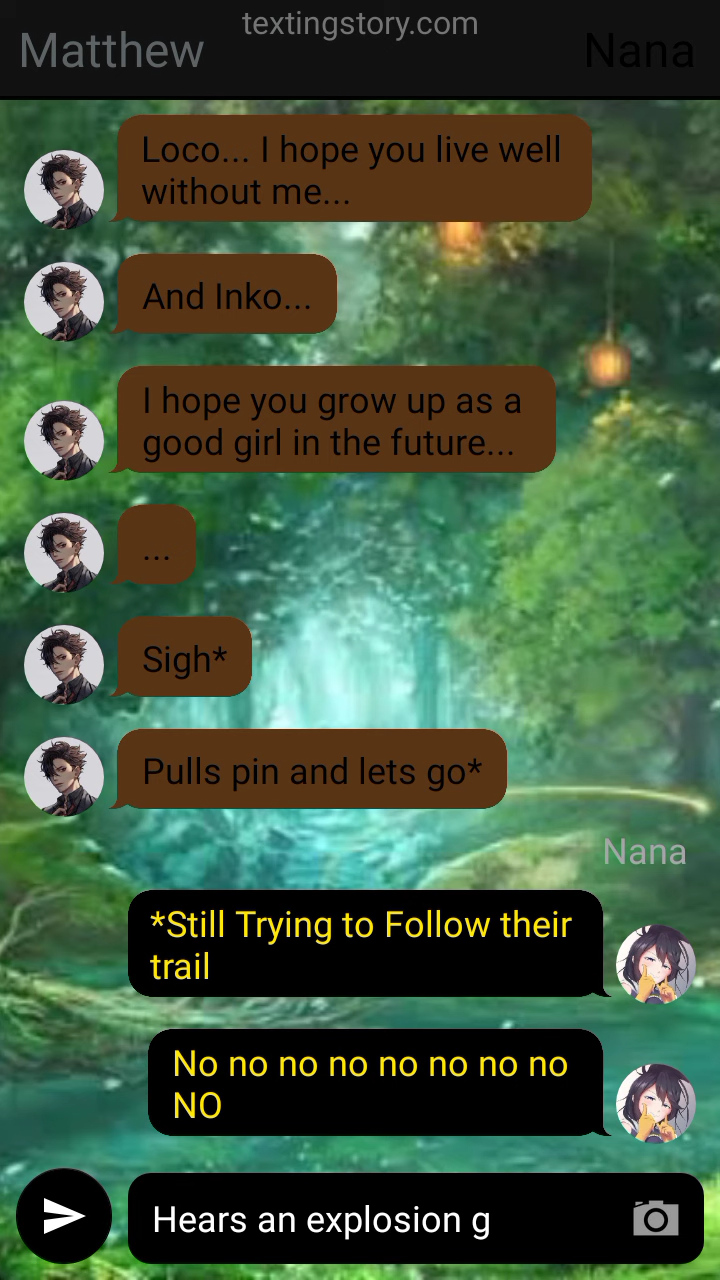 textingstory.com
Matthew
Nana
Loco... I hope you live well
without me...
And Inko...
I hope you grow up as a
good girl in the future...
...
Sigh*
Pulls pin and lets go*
Nana
*Still Trying to Follow their
trail
No no no no no no no no
NO
Hears an explosion g